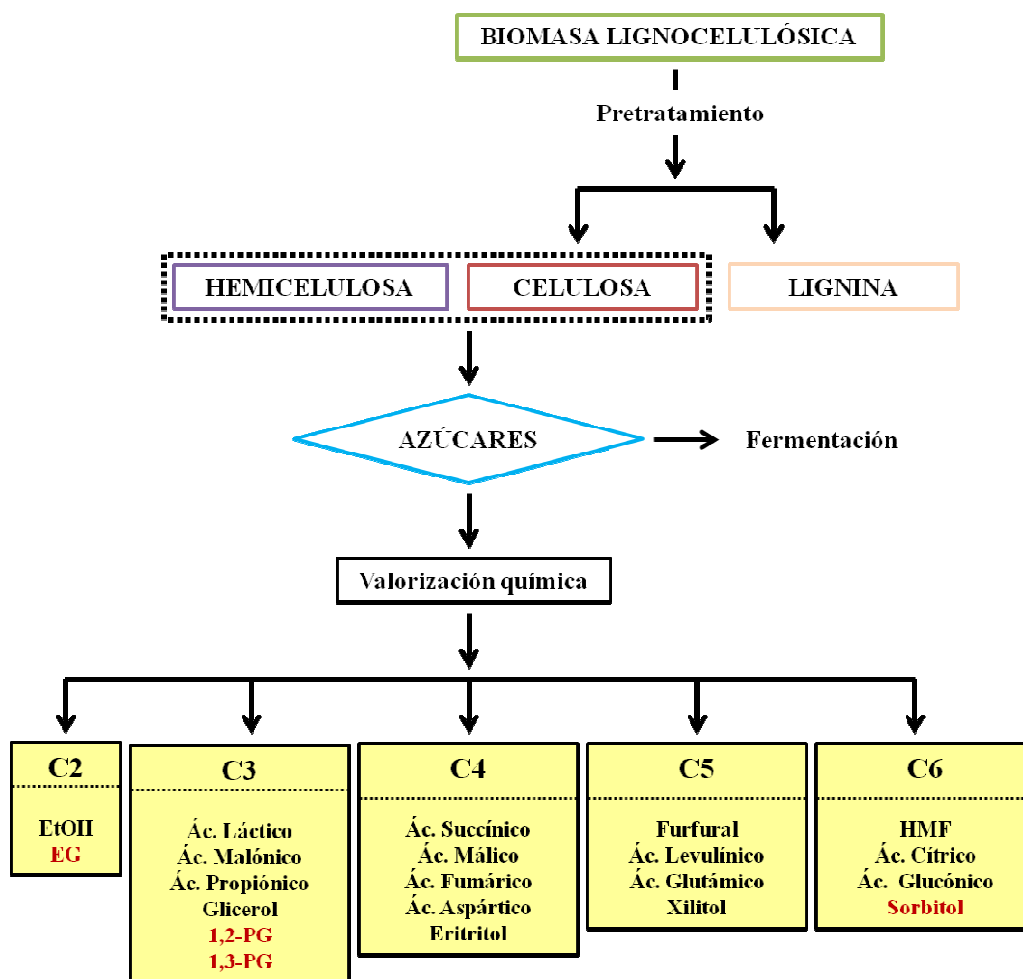 BIOMASA LIGNOCELULÓSICA
Pretratamiento
HEMICELULOSA
CELULOSA
LIGNINA
AZÚCARES
Fermentación
Valorización química
C2
EtOH
EG
C3
Ác. Láctico
Ác. Malónico
Ác. Propiónico
Glicerol
1,2-PG
1,3-PG
C4
Ác. Succínico
Ác. Málico
Ác. Fumárico
Ác. Aspártico
Eritritol
C5
Furfural
Ác. Levulínico
Ác. Glutámico
Xilitol
C6
HMF
Ác. Cítrico
Ác. Glucónico
Sorbitol